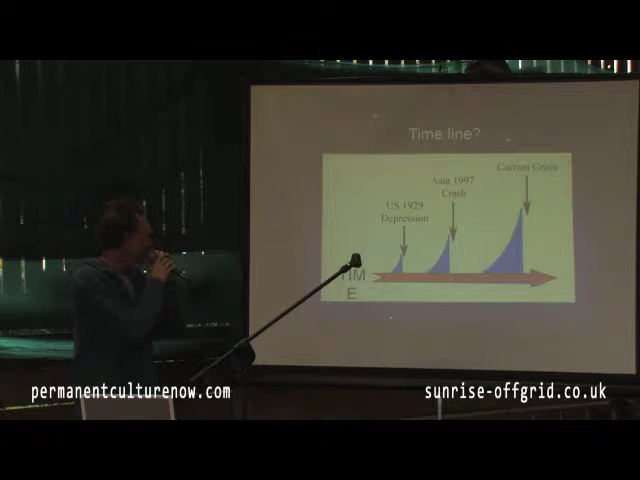 Time line?
Current Crisis
Asia 1997
Crash
US 1929
Depression
TIM
E
permanentculturenow.com
sunrise-offgrid.co.uk